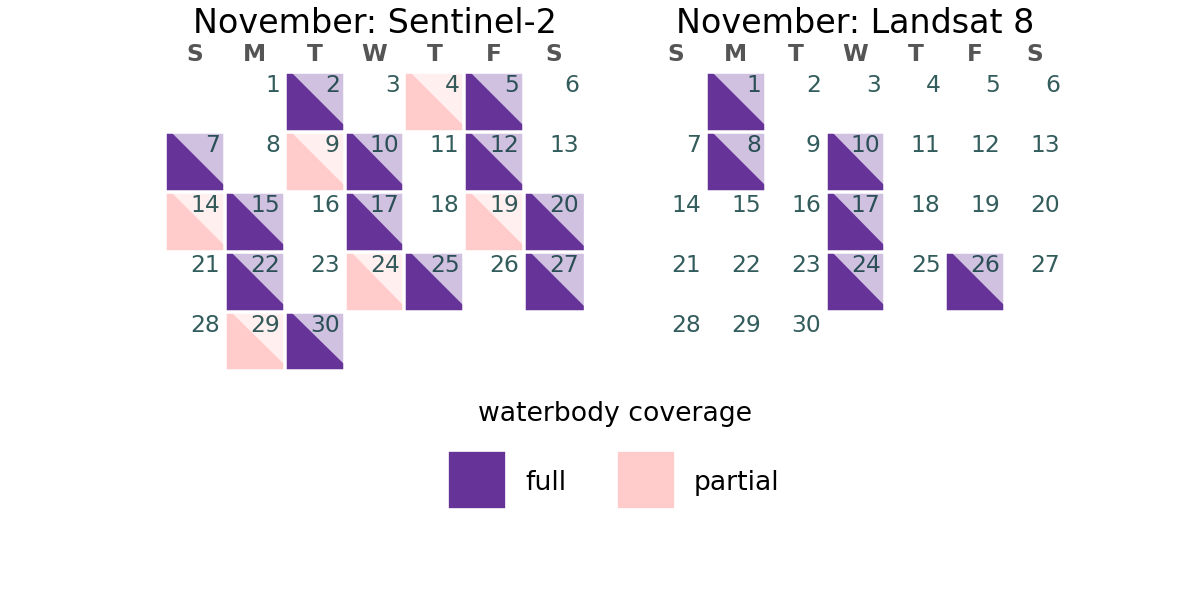 November: Sentinel-2
S M T W T F S
1 2 3 4 5 6
7 8 9 10 11 12 13
14 15 16 17 18 19 20
21 22 23 24 25 26 27
28 29 30
November: Landsat 8
S M T W T F S
1 2 3 4 5 6
7 8 9 10 11 12 13
14 15 16 17 18 19 20
21 22 23 24 25 26 27
28 29 30
waterbody coverage
full partial